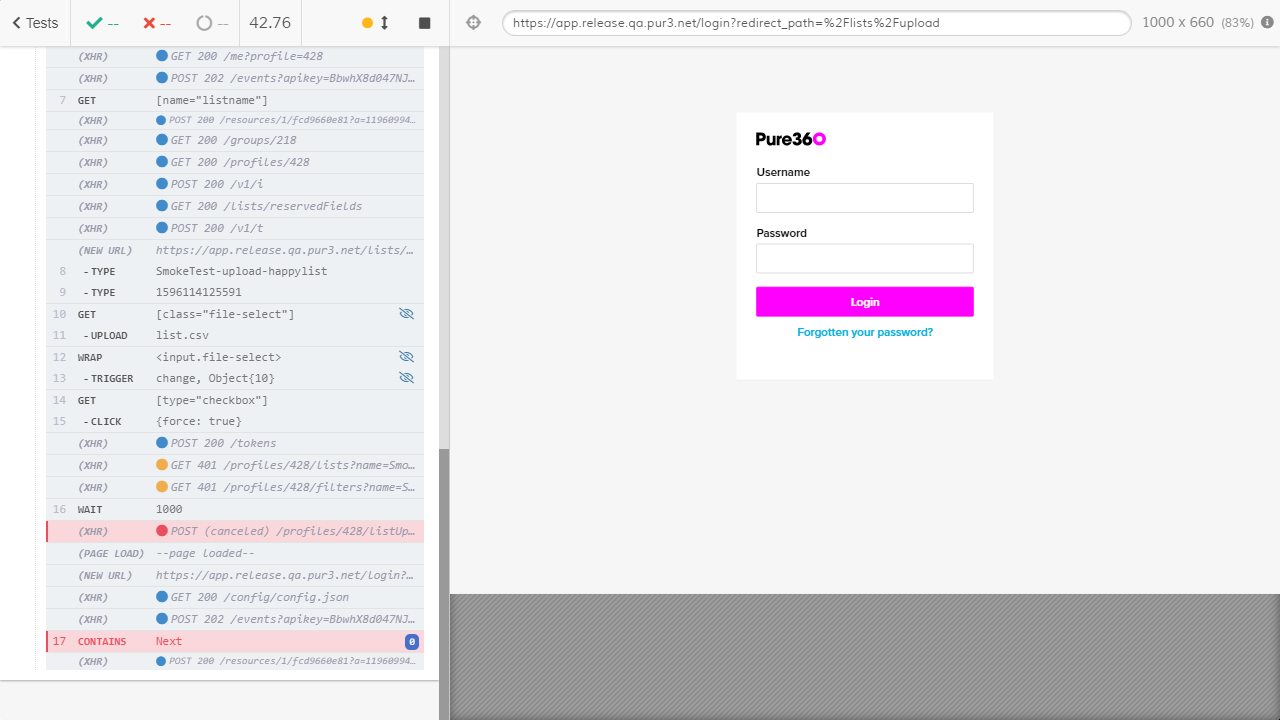 Tests
--
--
--
42.76
https://app.release.qa.pur3.net/login?redirect_path=%2Flists%2Fupload
1000 x 660 (83%)
(XHR) GET 200 /me?profile=428
(XHR) POST 202 /events?apikey=BbwhX8d047NJ…
7 GET [name="listname"]
(XHR) POST 200 /resources/1/fcd9660e81?a=11960994…
(XHR) GET 200 /groups/218
(XHR) GET 200 /profiles/428
(XHR) POST 200 /v1/i
(XHR) GET 200 /lists/reservedFields
(XHR) POST 200 /v1/t
(NEW URL) https://app.release.qa.pur3.net/lists/…
8 - TYPE SmokeTest-upload-happylist
9 - TYPE 1596114125591
10 GET [class="file-select"]
11 - UPLOAD list.csv
12 WRAP <input.file-select>
13 - TRIGGER change, Object{10}
14 GET [type="checkbox"]
15 - CLICK {force: true}
(XHR) POST 200 /tokens
(XHR) GET 401 /profiles/428/lists?name=Smo…
(XHR) GET 401 /profiles/428/filters?name=S…
16 WAIT 1000
(XHR) POST (canceled) /profiles/428/listUp…
(PAGE LOAD) --page loaded--
(NEW URL) https://app.release.qa.pur3.net/login?…
(XHR) GET 200 /config/config.json
(XHR) POST 202 /events?apikey=BbwhX8d047NJ…
17 CONTAINS Next 0
(XHR) POST 200 /resources/1/fcd9660e81?a=11960994…
Pure360
Username
Password
Login
Forgotten your password?